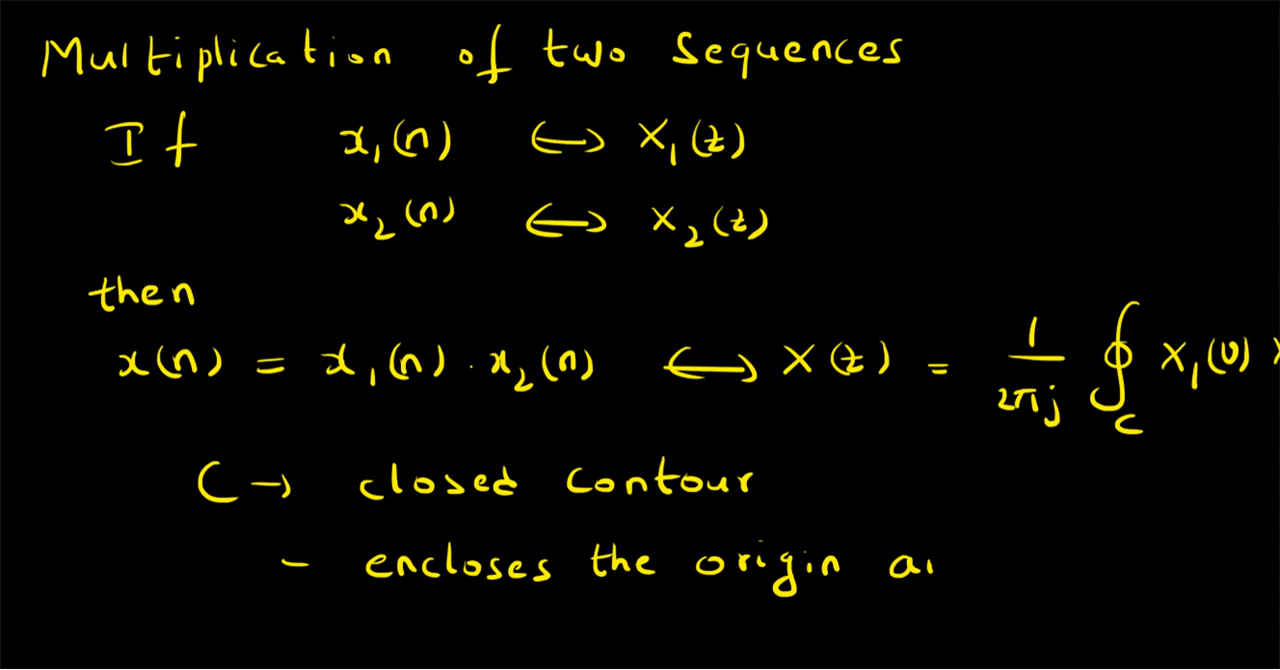 Multiplication of two Sequences
If x₁(n) ⟷ X₁(z)
x₂(n) ⟷ X₂(z)
then
x(n) = x₁(n) · x₂(n) ⟷ X(z) = 1/2πj ∮_C X₁(υ)
C → closed contour
- encloses the origin